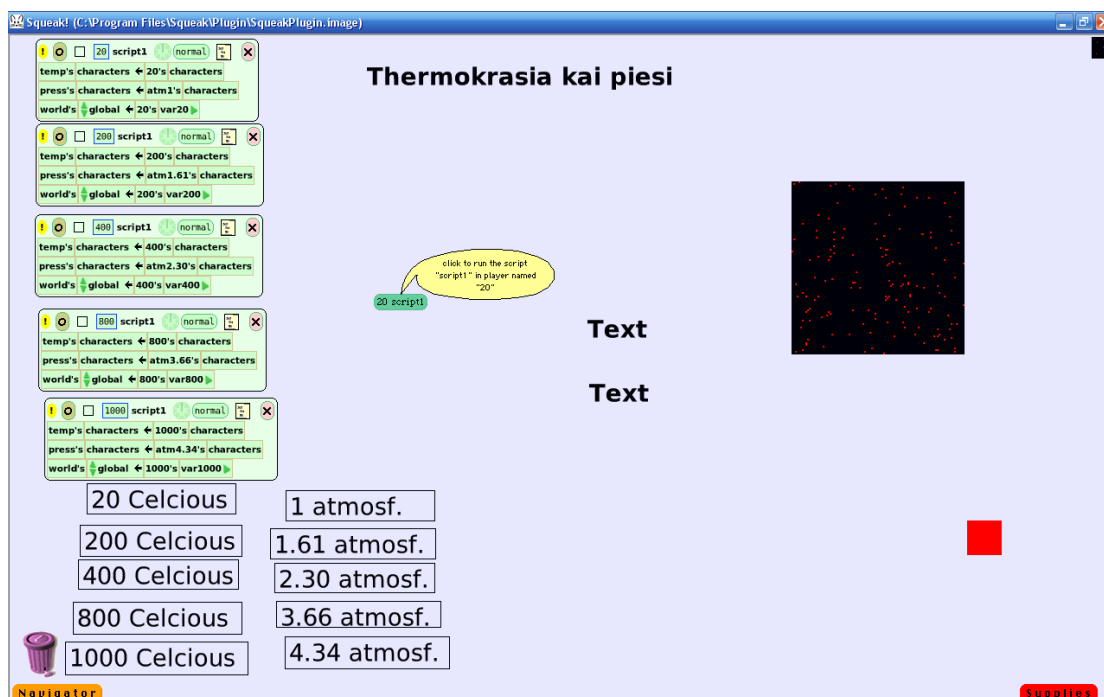 Squeak! (C:\Program Files\Squeak\Plugin\SqueakPlugin.image)
! 20 script1 normal
temp's characters ← 20's characters
press's characters ← atm1's characters
world's global ← 20's var20
Thermokrasia kai piesi
! 200 script1 normal
temp's characters ← 200's characters
press's characters ← atm1.61's characters
world's global ← 200's var200
! 400 script1 normal
temp's characters ← 400's characters
press's characters ← atm2.30's characters
world's global ← 400's var400
click to run the script
"script1" in player named
"20"
20 script1
! 800 script1 normal
temp's characters ← 800's characters
press's characters ← atm3.66's characters
world's global ← 800's var800
Text
Text
! 1000 script1 normal
temp's characters ← 1000's characters
press's characters ← atm4.34's characters
world's global ← 1000's var1000
20 Celcious
1 atmosf.
200 Celcious
1.61 atmosf.
400 Celcious
2.30 atmosf.
800 Celcious
3.66 atmosf.
1000 Celcious
4.34 atmosf.
Navigator
Supplies